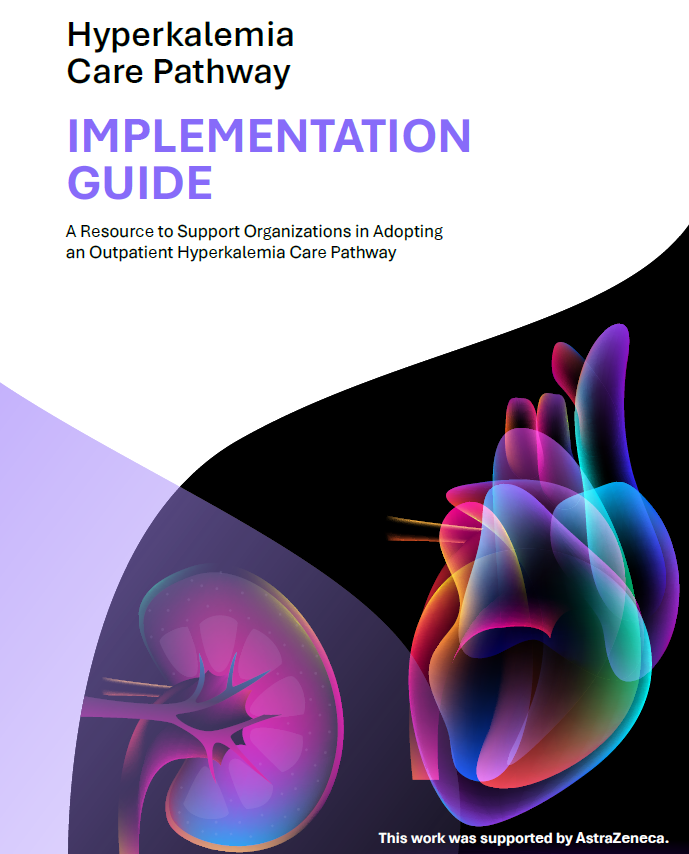 Hyperkalemia
Care Pathway
IMPLEMENTATION
GUIDE
A Resource to Support Organizations in Adopting
an Outpatient Hyperkalemia Care Pathway
This work was supported by AstraZeneca.